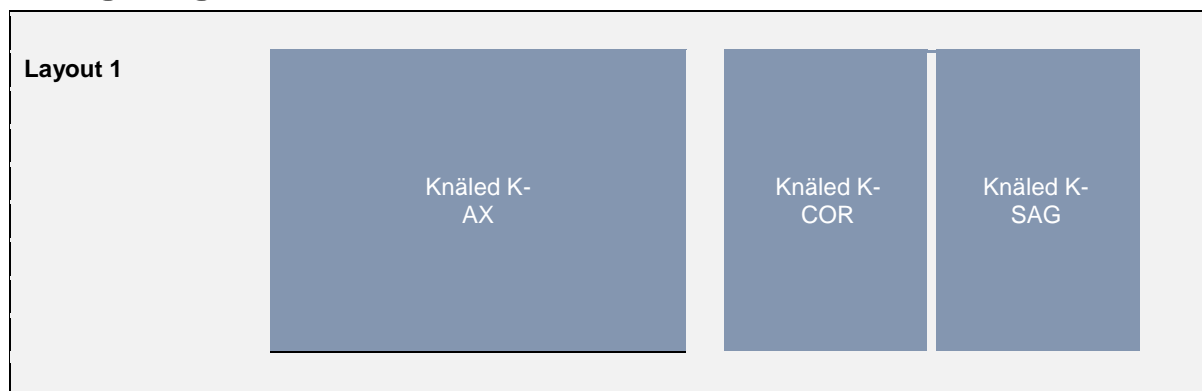 Layout 1
Knäled K-
AX
Knäled K-
COR
Knäled K-
SAG